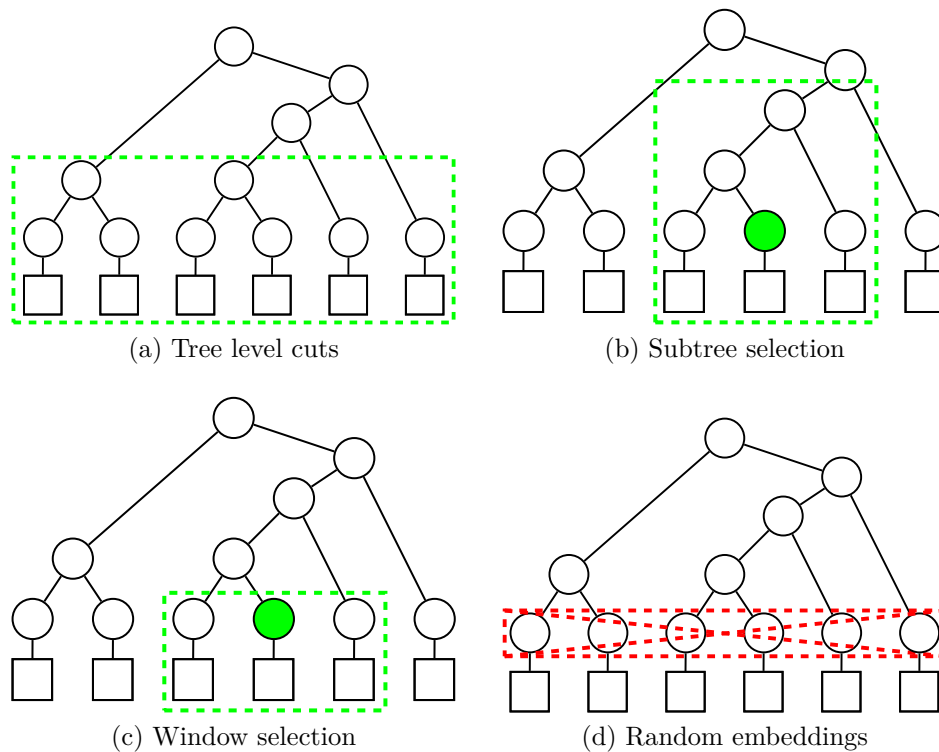 (a) Tree level cuts
(b) Subtree selection
(c) Window selection
(d) Random embeddings